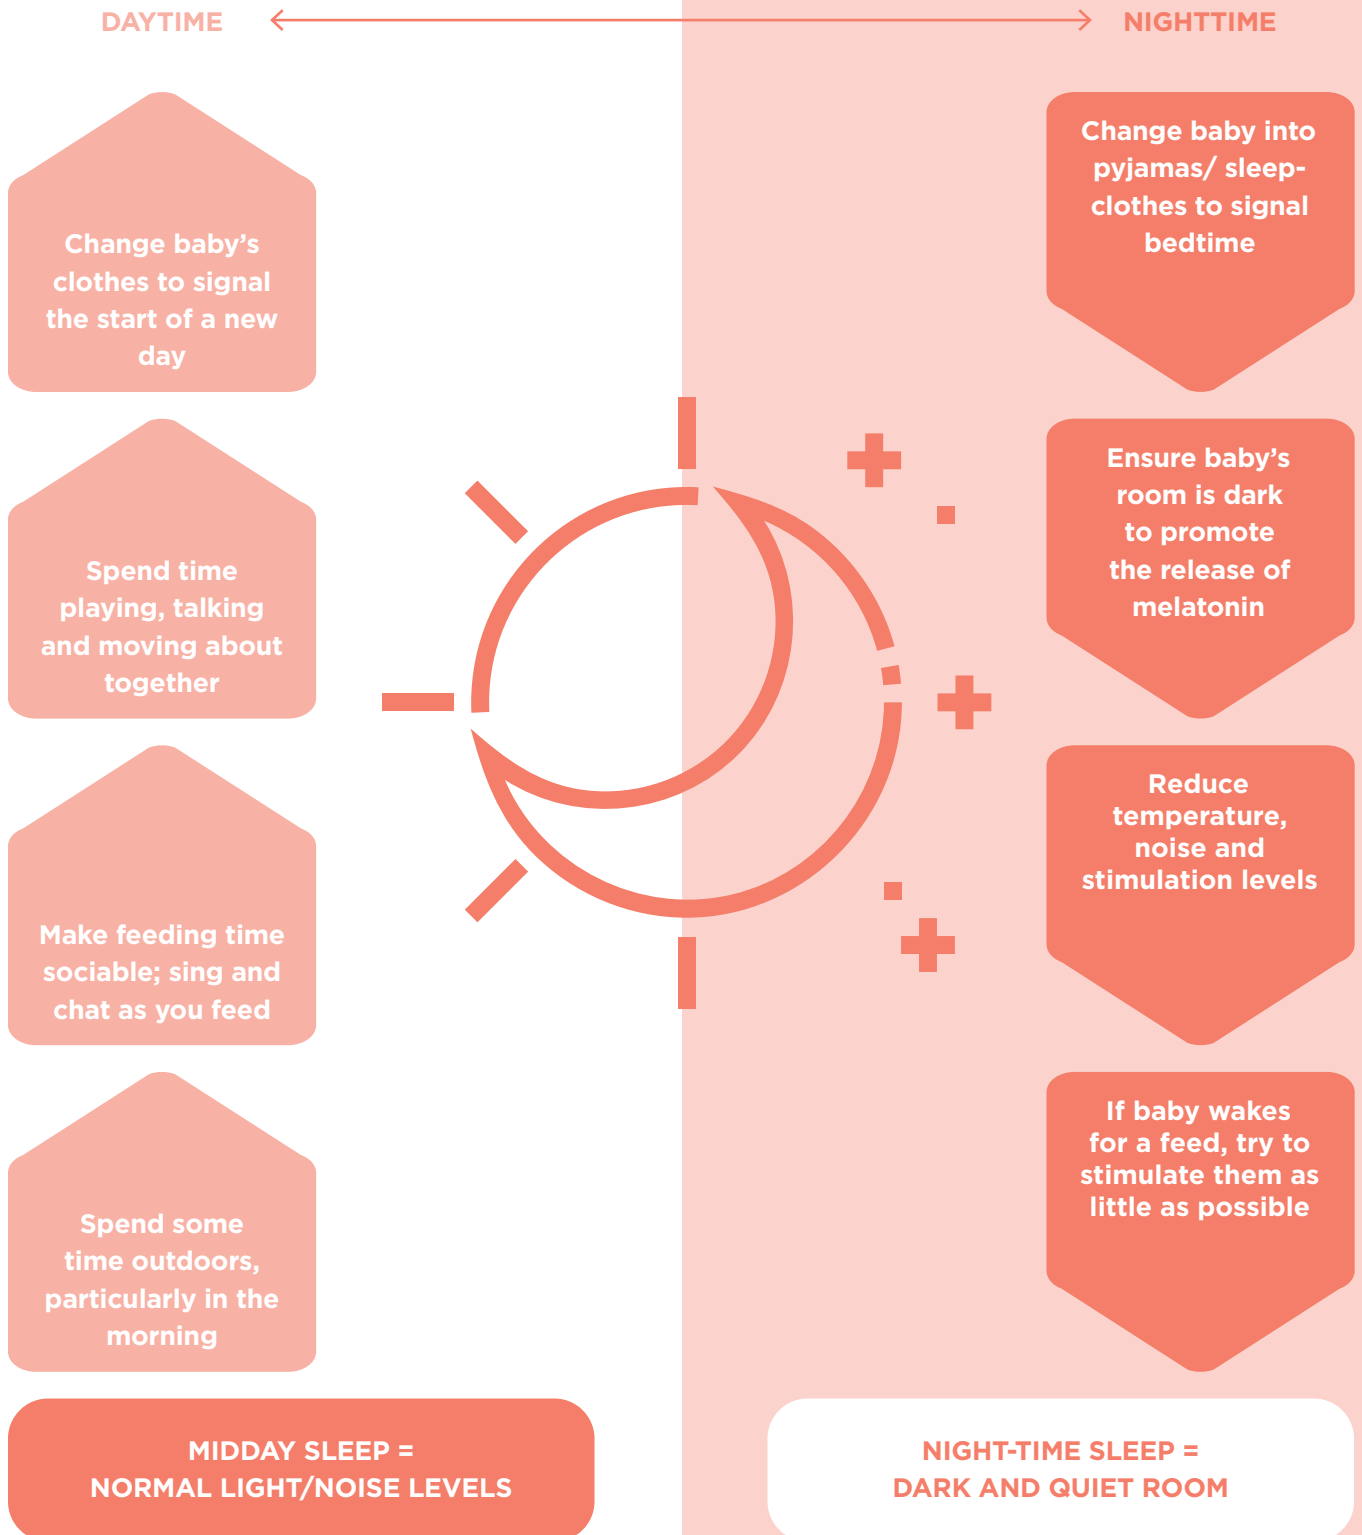 DAYTIME
NIGHTTIME
Change baby’s
clothes to signal
the start of a new
day
Spend time
playing, talking
and moving about
together
Make feeding time
sociable; sing and
chat as you feed
Spend some
time outdoors,
particularly in the
morning
MIDDAY SLEEP =
NORMAL LIGHT/NOISE LEVELS
Change baby into
pyjamas/ sleep-
clothes to signal
bedtime
Ensure baby’s
room is dark
to promote
the release of
melatonin
Reduce
temperature,
noise and
stimulation levels
If baby wakes
for a feed, try to
stimulate them as
little as possible
NIGHT-TIME SLEEP =
DARK AND QUIET ROOM